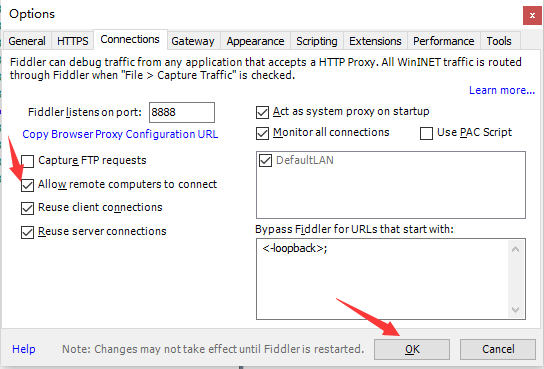 Options
x
General HTTPS Connections Gateway Appearance Scripting Extensions Performance Tools
Fiddler can debug traffic from any application that accepts a HTTP Proxy. All WinINET traffic is routed
through Fiddler when "File > Capture Traffic" is checked.
Learn more...
Fiddler listens on port: 8888
Copy Browser Proxy Configuration URL
Capture FTP requests
Allow remote computers to connect
Reuse client connections
Reuse server connections
Act as system proxy on startup
Monitor all connections Use PAC Script
DefaultLAN
Bypass Fiddler for URLs that start with:
<-loopback>;
Help Note: Changes may not take effect until Fiddler is restarted. OK Cancel